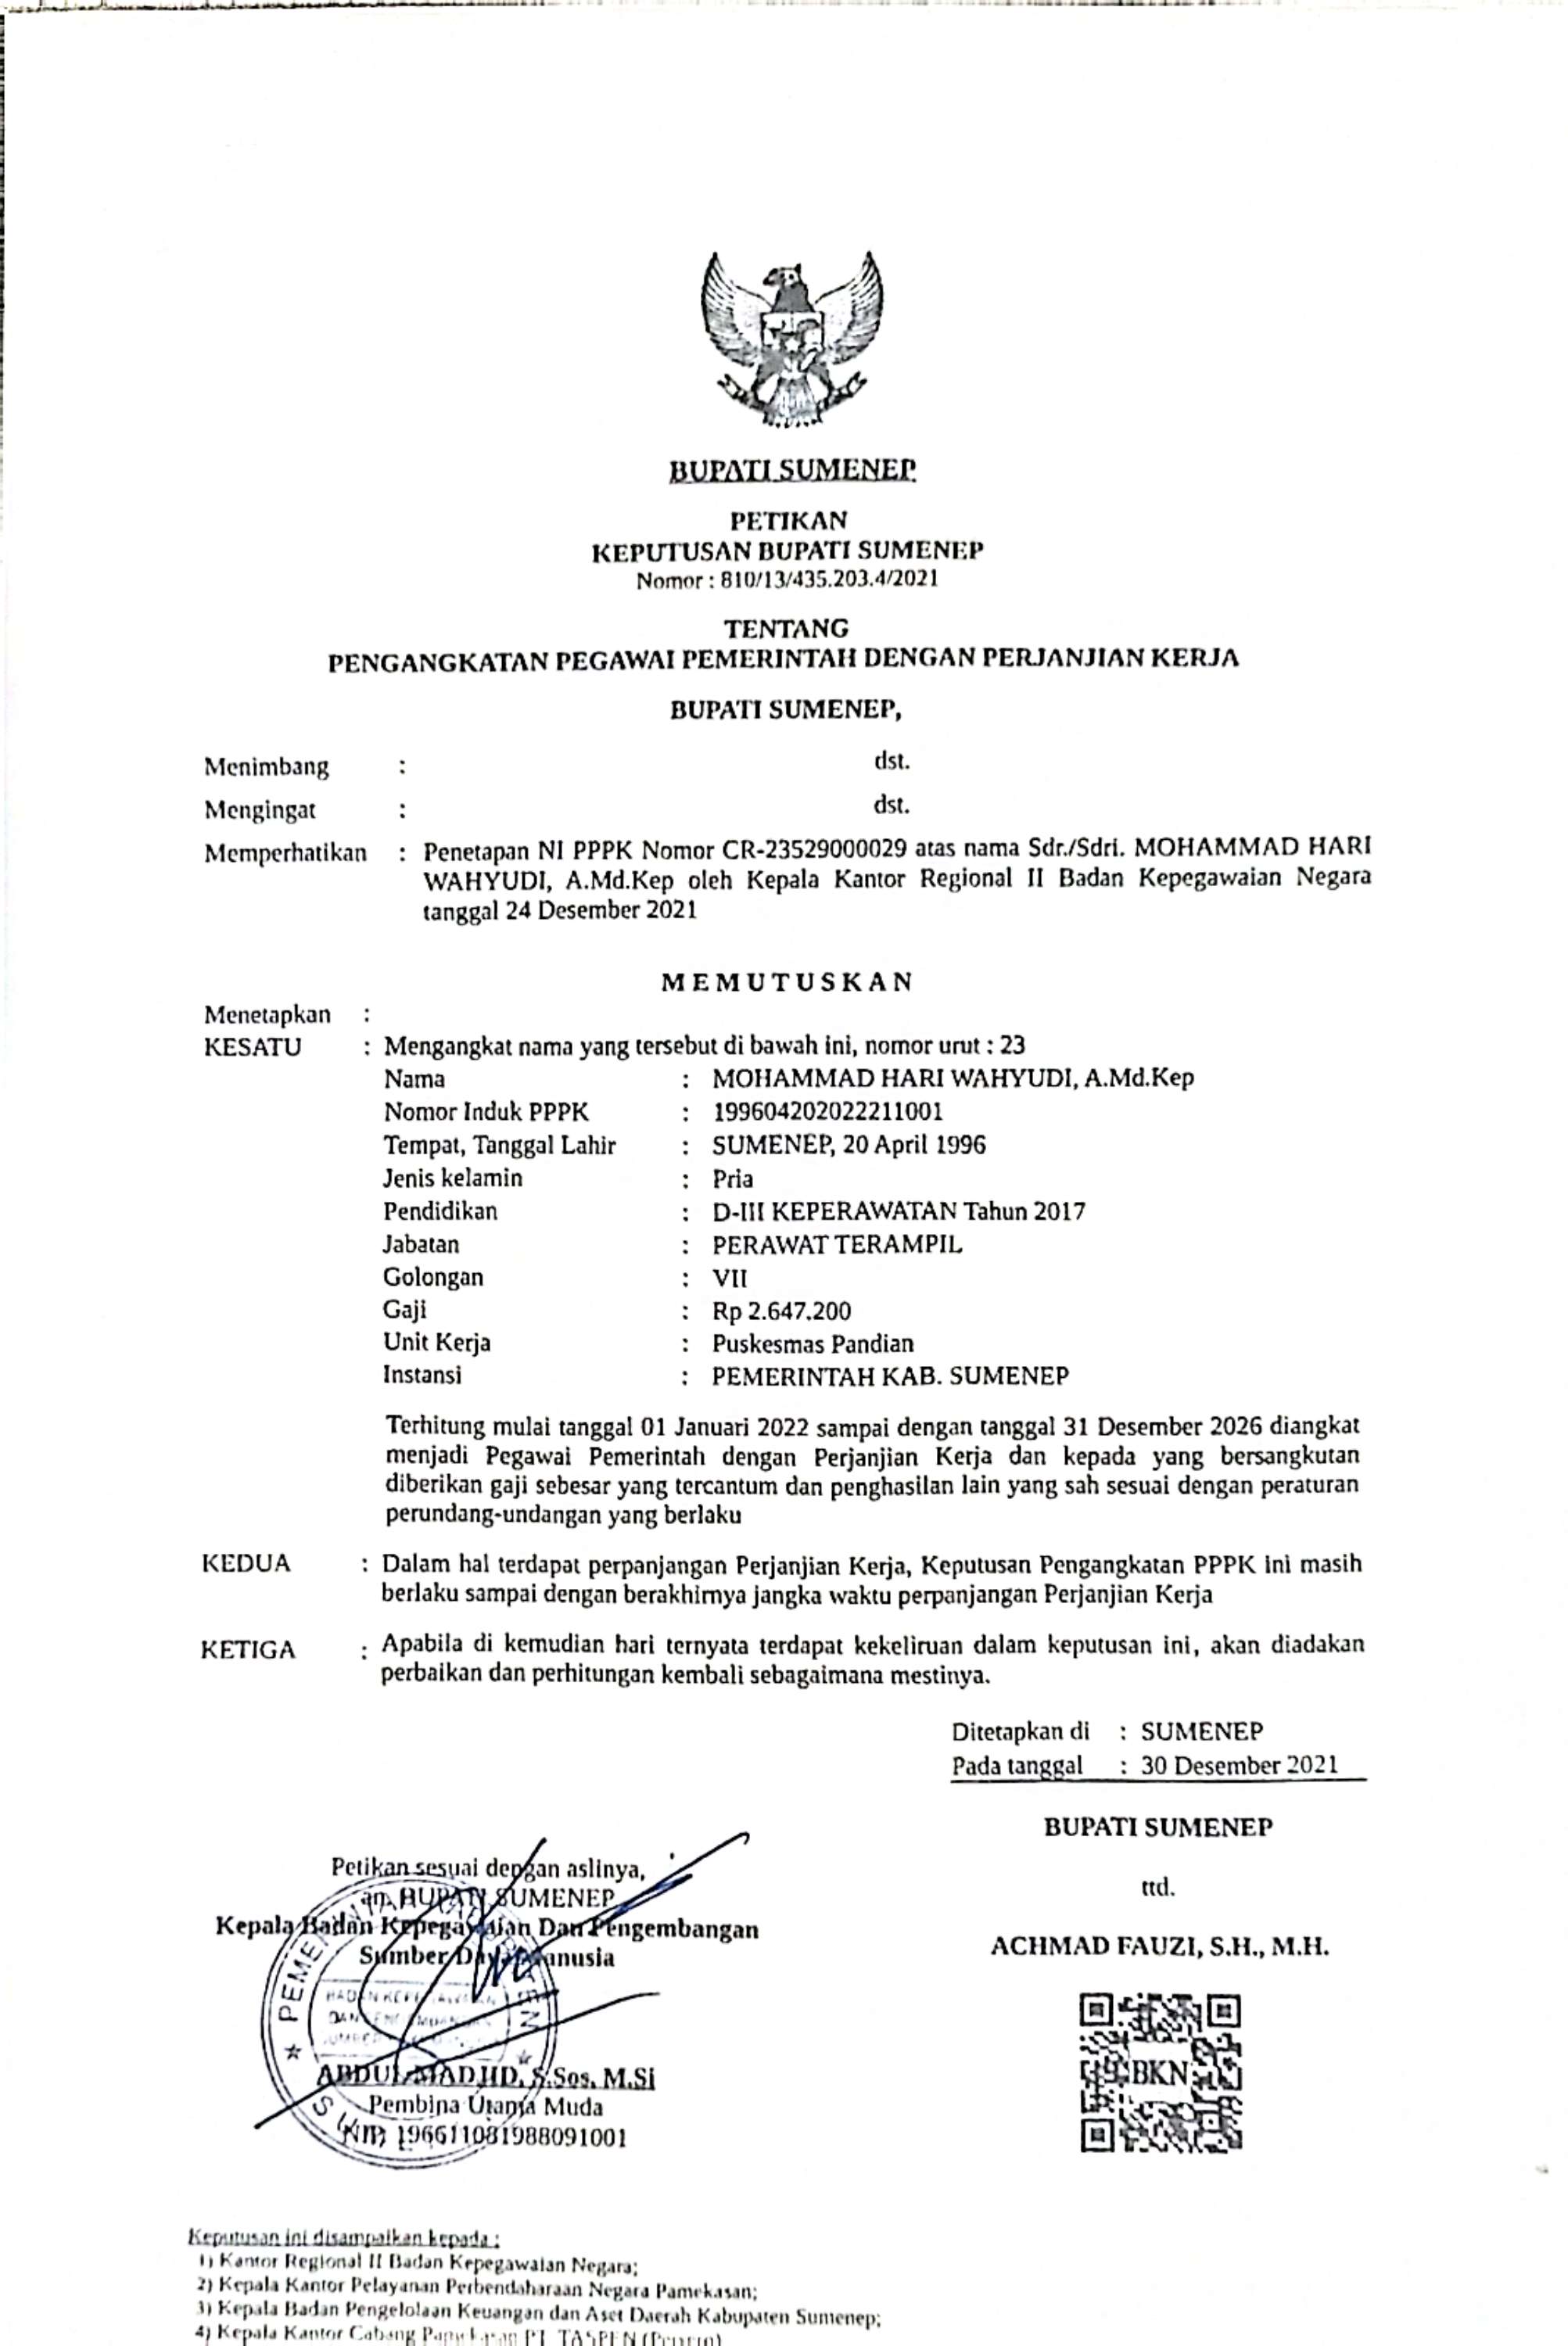 BUPATI SUMENEP
PETIKAN
KEPUTUSAN BUPATI SUMENEP
Nomor : 810/13/435.203.4/2021
TENTANG
PENGANGKATAN PEGAWAI PEMERINTAH DENGAN PERJANJIAN KERJA
BUPATI SUMENEP,
Menimbang : dst.
Mengingat : dst.
Memperhatikan : Penetapan NI PPPK Nomor CR-23529000029 atas nama Sdr./Sdri. MOHAMMAD HARI
WAHYUDI, A.Md.Kep oleh Kepala Kantor Regional II Badan Kepegawaian Negara
tanggal 24 Desember 2021
MEMUTUSKAN
Menetapkan :
KESATU : Mengangkat nama yang tersebut di bawah ini, nomor urut : 23
Nama : MOHAMMAD HARI WAHYUDI, A.Md.Kep
Nomor Induk PPPK : 199604202022211001
Tempat, Tanggal Lahir : SUMENEP, 20 April 1996
Jenis kelamin : Pria
Pendidikan : D-III KEPERAWATAN Tahun 2017
Jabatan : PERAWAT TERAMPIL
Golongan : VII
Gaji : Rp 2.647.200
Unit Kerja : Puskesmas Pandian
Instansi : PEMERINTAH KAB. SUMENEP
Terhitung mulai tanggal 01 Januari 2022 sampai dengan tanggal 31 Desember 2026 diangkat
menjadi Pegawai Pemerintah dengan Perjanjian Kerja dan kepada yang bersangkutan
diberikan gaji sebesar yang tercantum dan penghasilan lain yang sah sesuai dengan peraturan
perundang-undangan yang berlaku
KEDUA : Dalam hal terdapat perpanjangan Perjanjian Kerja, Keputusan Pengangkatan PPPK ini masih
berlaku sampai dengan berakhirnya jangka waktu perpanjangan Perjanjian Kerja
KETIGA : Apabila di kemudian hari ternyata terdapat kekeliruan dalam keputusan ini, akan diadakan
perbaikan dan perhitungan kembali sebagaimana mestinya.
Ditetapkan di : SUMENEP
Pada tanggal : 30 Desember 2021
BUPATI SUMENEP
ttd.
ACHMAD FAUZI, S.H., M.H.
BKN
Petikan sesuai dengan aslinya,
an. BUPATI SUMENEP
Kepala Badan Kepegawaian Dan Pengembangan
Sumber Daya Manusia
ABDUL MADJID, S.Sos, M.Si
Pembina Utama Muda
NIP. 196611081988091001
Keputusan ini disampaikan kepada :
1) Kantor Regional II Badan Kepegawaian Negara;
2) Kepala Kantor Pelayanan Perbendaharaan Negara Pamekasan;
3) Kepala Badan Pengelolaan Keuangan dan Aset Daerah Kabupaten Sumenep;
4) Kepala Kantor Cabang Pamekasan PT. TASPEN (Persero)